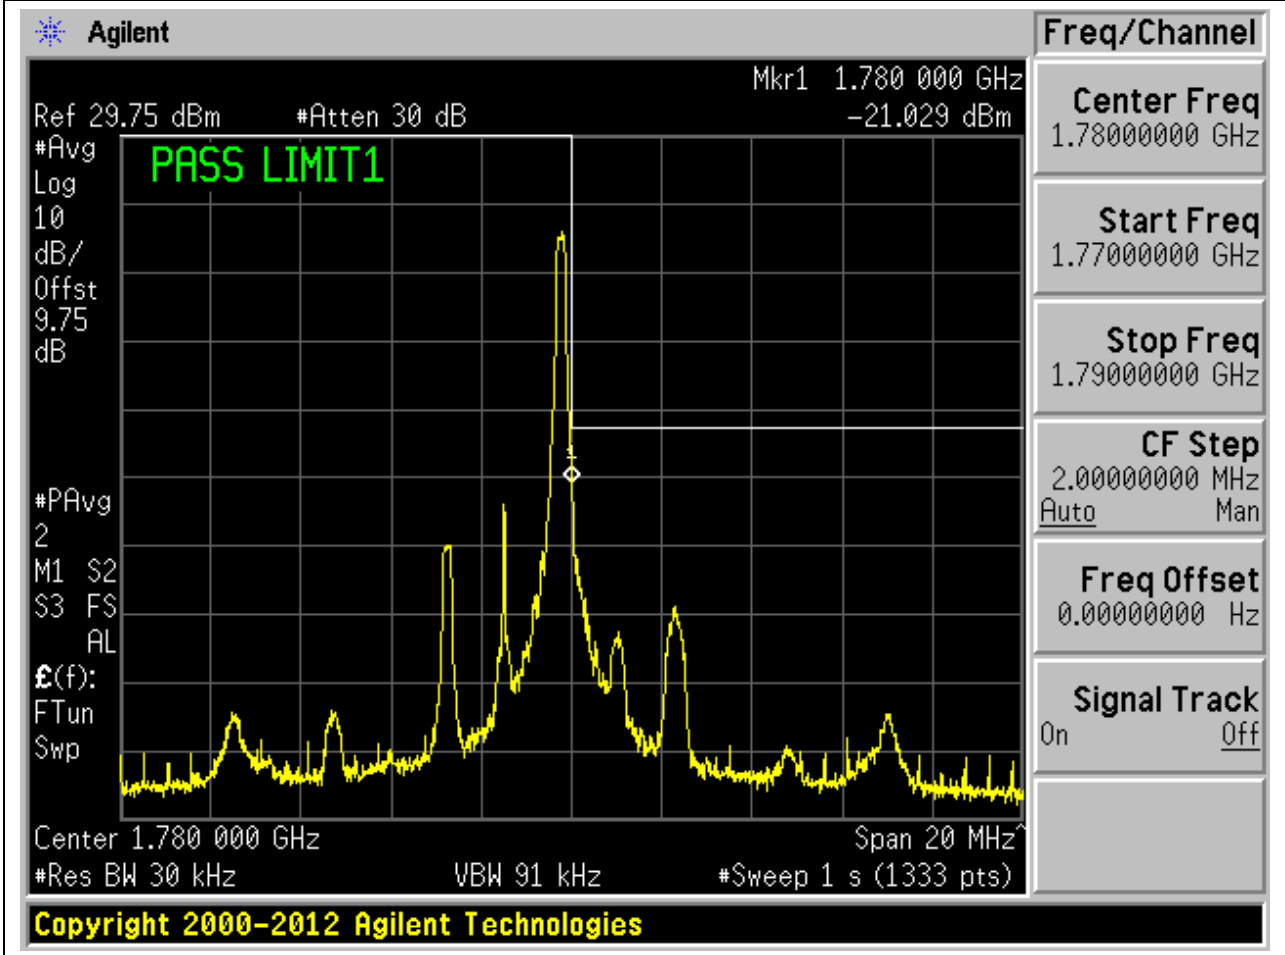 Agilent
Freq/Channel
Mkr1 1.780 000 GHz
Ref 29.75 dBm #Atten 30 dB -21.029 dBm
#Avg
Log
10
dB/
Offst
9.75
dB
PASS LIMIT1
1
#PAvg
2
M1 S2
S3 FS
AL
£(f):
FTun
Swp
Center 1.780 000 GHz Span 20 MHz^
#Res BW 30 kHz VBW 91 kHz #Sweep 1 s (1333 pts)
Center Freq
1.78000000 GHz
Start Freq
1.77000000 GHz
Stop Freq
1.79000000 GHz
CF Step
2.00000000 MHz
Auto Man
Freq Offset
0.00000000 Hz
Signal Track
On Off
Copyright 2000-2012 Agilent Technologies